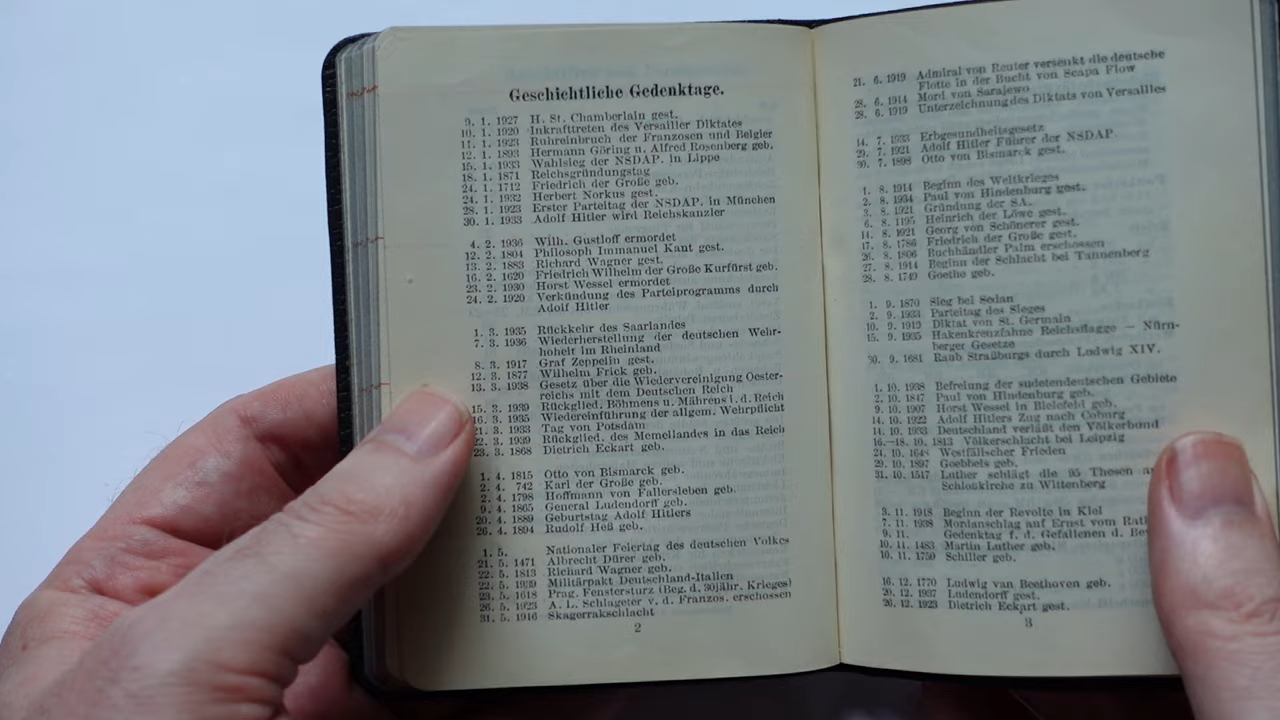 Geschichtliche Gedenktage.
9. 1. 1927 H. St. Chamberlain gest.
10. 1. 1920 Inkrafttreten des Versailler Diktates
11. 1. 1923 Ruhreinbruch der Franzosen und Belgier
12. 1. 1893 Hermann Göring u. Alfred Rosenberg geb.
15. 1. 1933 Wahlsieg der NSDAP. in Lippe
18. 1. 1871 Reichsgründungstag
24. 1. 1712 Friedrich der Große geb.
24. 1. 1932 Herbert Norkus gest.
28. 1. 1923 Erster Parteitag der NSDAP. in München
30. 1. 1933 Adolf Hitler wird Reichskanzler
4. 2. 1936 Wilh. Gustloff ermordet
12. 2. 1804 Philosoph Immanuel Kant gest.
13. 2. 1883 Richard Wagner gest.
16. 2. 1620 Friedrich Wilhelm der Große Kurfürst geb.
23. 2. 1930 Horst Wessel ermordet
24. 2. 1920 Verkündung des Parteiprogramms durch
Adolf Hitler
1. 3. 1935 Rückkehr des Saarlandes
7. 3. 1936 Wiederherstellung der deutschen Wehr-
hoheit im Rheinland
8. 3. 1917 Graf Zeppelin gest.
12. 3. 1877 Wilhelm Frick geb.
13. 3. 1938 Gesetz über die Wiedervereinigung Oester-
reichs mit dem Deutschen Reich
15. 3. 1939 Rückglied. Böhmens u. Mährens i. d. Reich
16. 3. 1935 Wiedereinführung der allgem. Wehrpflicht
21. 3. 1933 Tag von Potsdam
22. 3. 1939 Rückglied. des Memellandes in das Reich
23. 3. 1868 Dietrich Eckart geb.
1. 4. 1815 Otto von Bismarck geb.
2. 4. 742 Karl der Große geb.
2. 4. 1798 Hoffmann von Fallersleben geb.
9. 4. 1865 General Ludendorff geb.
20. 4. 1889 Geburtstag Adolf Hitlers
26. 4. 1894 Rudolf Heß geb.
1. 5. Nationaler Feiertag des deutschen Volkes
21. 5. 1471 Albrecht Dürer geb.
22. 5. 1813 Richard Wagner geb.
22. 5. 1939 Militärpakt Deutschland-Italien
23. 5. 1618 Prag. Fenstersturz (Beg. d. 30jähr. Krieges)
26. 5. 1923 A. L. Schlageter v. d. Franzos. erschossen
31. 5. 1916 Skagerrakschlacht
2
21. 6. 1919 Admiral von Reuter versenkt die deutsche
Flotte in der Bucht von Scapa Flow
28. 6. 1914 Mord von Sarajewo
28. 6. 1919 Unterzeichnung des Diktats von Versailles
14. 7. 1933 Erbgesundheitsgesetz
29. 7. 1921 Adolf Hitler Führer der NSDAP.
30. 7. 1898 Otto von Bismarck gest.
1. 8. 1914 Beginn des Weltkrieges
2. 8. 1934 Paul von Hindenburg gest.
3. 8. 1921 Gründung der SA.
6. 8. 1195 Heinrich der Löwe gest.
14. 8. 1921 Georg von Schönerer gest.
17. 8. 1786 Friedrich der Große gest.
26. 8. 1806 Buchhändler Palm erschossen
27. 8. 1914 Beginn der Schlacht bei Tannenberg
28. 8. 1749 Goethe geb.
1. 9. 1870 Sieg bei Sedan
2. 9. 1933 Parteitag des Sieges
10. 9. 1919 Diktat von St. Germain
15. 9. 1935 Hakenkreuzfahne Reichsflagge — Nürn-
berger Gesetze
30. 9. 1681 Raub Straßburgs durch Ludwig XIV.
1. 10. 1938 Befreiung der sudetendeutschen Gebiete
2. 10. 1847 Paul von Hindenburg geb.
9. 10. 1907 Horst Wessel in Bielefeld geb.
14. 10. 1922 Adolf Hitlers Zug nach Coburg
14. 10. 1933 Deutschland verläßt den Völkerbund
16.—18. 10. 1813 Völkerschlacht bei Leipzig
24. 10. 1648 Westfälischer Frieden
29. 10. 1897 Goebbels geb.
31. 10. 1517 Luther schlägt die 95 Thesen
Schloßkirche zu Wittenberg
3. 11. 1918 Beginn der Revolte in Kiel
7. 11. 1938 Mordanschlag auf Ernst vom
9. 11. Gedenktag f. d. Gefallenen d.
10. 11. 1483 Martin Luther geb.
10. 11. 1759 Schiller geb.
16. 12. 1770 Ludwig van Beethoven geb.
20. 12. 1937 Ludendorff gest.
26. 12. 1923 Dietrich Eckart gest.
3